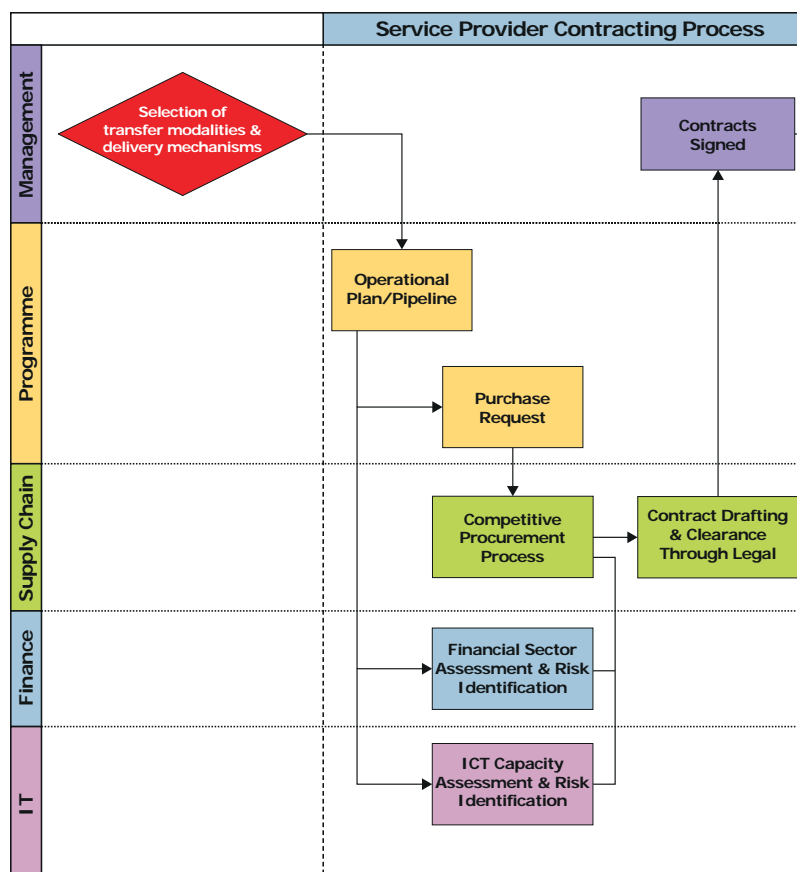 Service Provider Contracting Process
Management
Selection of
transfer modalities &
delivery mechanisms
Contracts
Signed
Programme
Operational
Plan/Pipeline
Purchase
Request
Supply Chain
Competitive
Procurement
Process
Contract Drafting
& Clearance
Through Legal
Finance
Financial Sector
Assessment & Risk
Identification
IT
ICT Capacity
Assessment & Risk
Identification